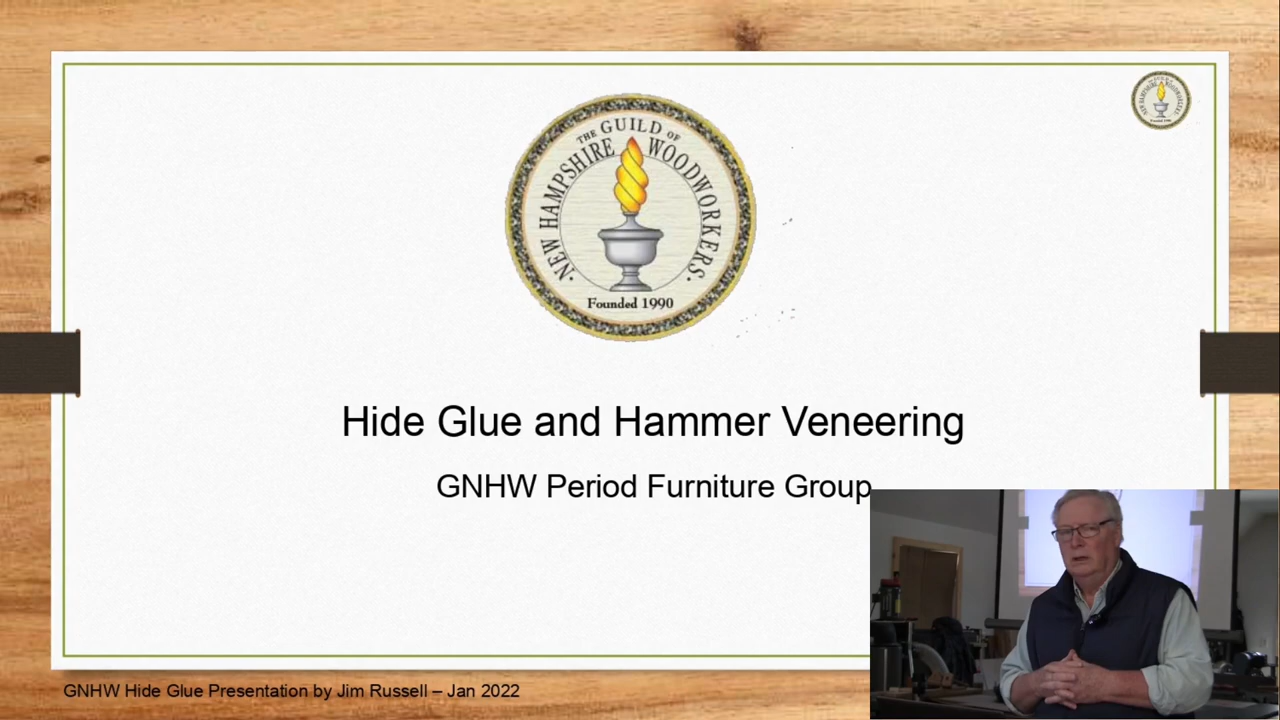 THE GUILD OF
NEW HAMPSHIRE WOODWORKERS
Founded 1990
Hide Glue and Hammer Veneering
GNHW Period Furniture Group
GNHW Hide Glue Presentation by Jim Russell – Jan 2022